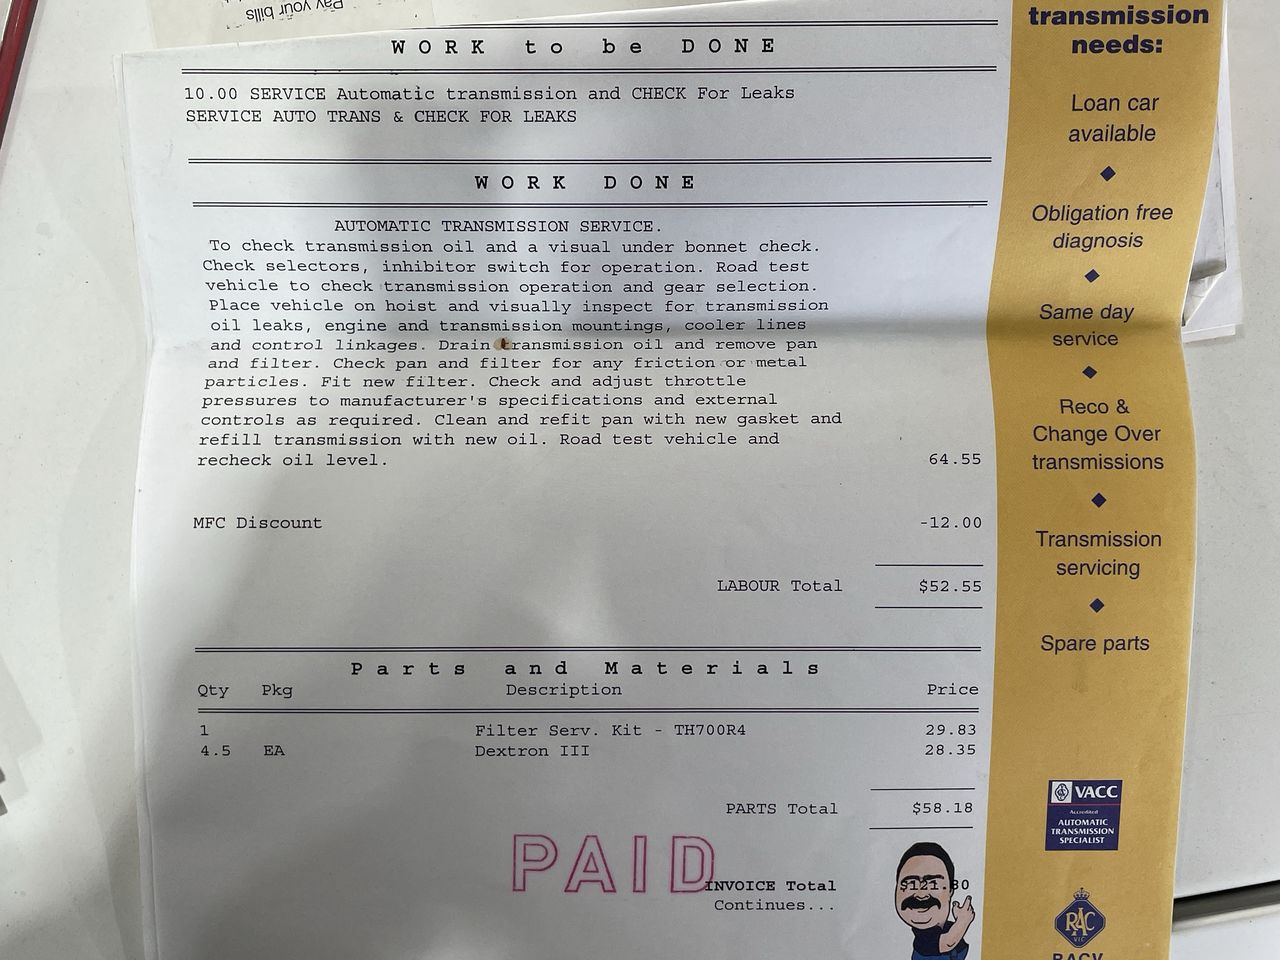 Pay your bills
WORK to be DONE
10.00 SERVICE Automatic transmission and CHECK For Leaks
SERVICE AUTO TRANS & CHECK FOR LEAKS
WORK DONE
AUTOMATIC TRANSMISSION SERVICE.
To check transmission oil and a visual under bonnet check.
Check selectors, inhibitor switch for operation. Road test
vehicle to check transmission operation and gear selection.
Place vehicle on hoist and visually inspect for transmission
oil leaks, engine and transmission mountings, cooler lines
and control linkages. Drain transmission oil and remove pan
and filter. Check pan and filter for any friction or metal
particles. Fit new filter. Check and adjust throttle
pressures to manufacturer's specifications and external
controls as required. Clean and refit pan with new gasket and
refill transmission with new oil. Road test vehicle and
recheck oil level. 64.55
MFC Discount -12.00
LABOUR Total $52.55
Parts and Materials
Qty Pkg Description Price
1 Filter Serv. Kit - TH700R4 29.83
4.5 EA Dextron III 28.35
PARTS Total $58.18
PAID
INVOICE Total $121.80
Continues...
transmission
needs:
Loan car
available
Obligation free
diagnosis
Same day
service
Reco &
Change Over
transmissions
Transmission
servicing
Spare parts
VACC
Accredited
AUTOMATIC
TRANSMISSION
SPECIALIST
RAC
VIC
RACV